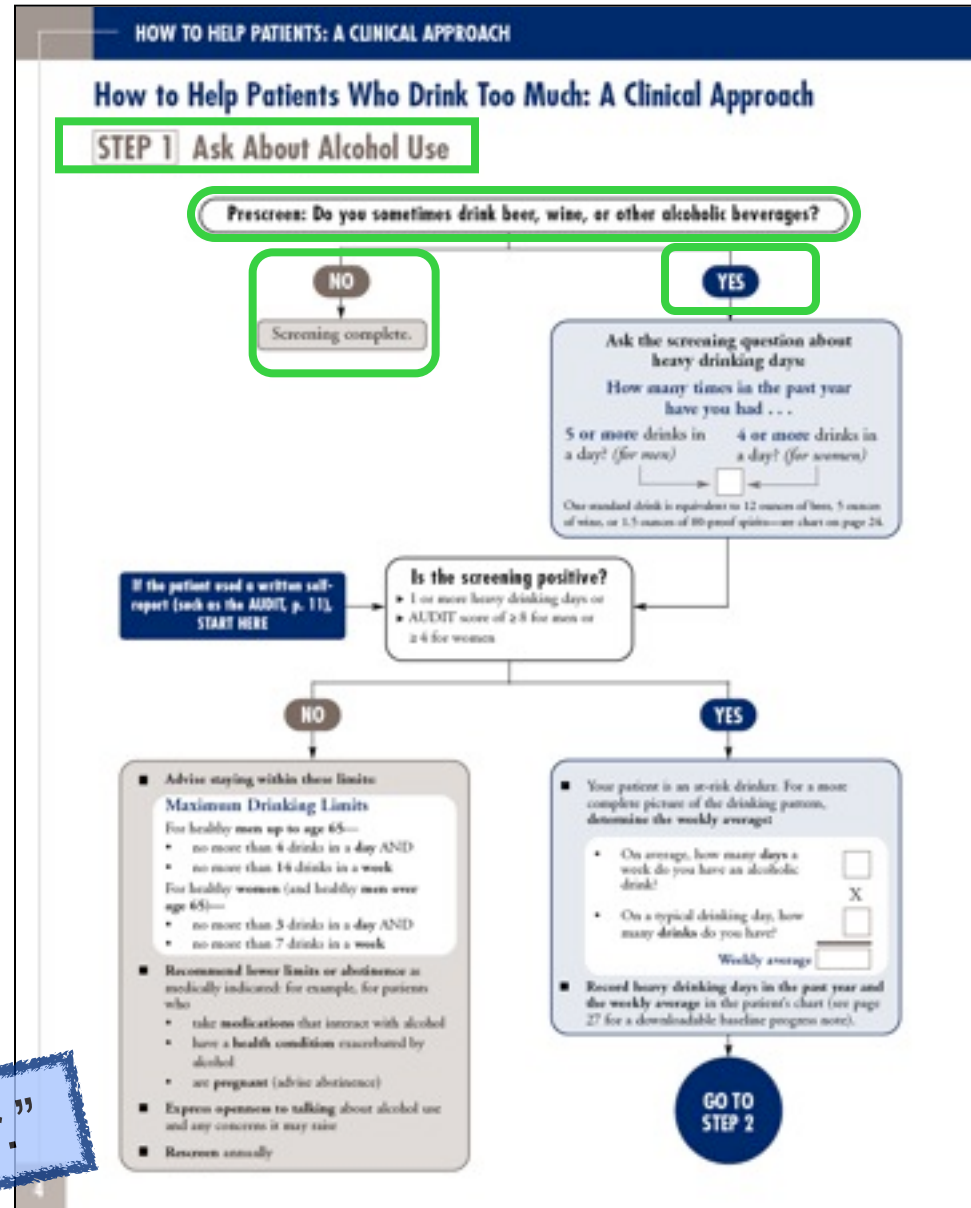 HOW TO HELP PATIENTS: A CLINICAL APPROACH
How to Help Patients Who Drink Too Much: A Clinical Approach
STEP 1 Ask About Alcohol Use
Prescreen: Do you sometimes drink beer, wine, or other alcoholic beverages?
NO
Screening complete.
YES
Ask the screening question about
heavy drinking days:
How many times in the past year
have you had . . .
5 or more drinks in
a day? (for men)
4 or more drinks in
a day? (for women)
One standard drink is equivalent to 12 ounces of beer, 5 ounces
of wine, or 1.5 ounces of 80-proof spirits—see chart on page 24.
If the patient used a written self-
report (such as the AUDIT, p. 11),
START HERE
Is the screening positive?
▸ 1 or more heavy drinking days or
▸ AUDIT score of ≥ 8 for men or
≥ 4 for women
NO
■ Advise staying within these limits:
Maximum Drinking Limits
For healthy men up to age 65—
• no more than 4 drinks in a day AND
• no more than 14 drinks in a week
For healthy women (and healthy men over
age 65)—
• no more than 3 drinks in a day AND
• no more than 7 drinks in a week
■ Recommend lower limits or abstinence as
medically indicated: for example, for patients
who
• take medications that interact with alcohol
• have a health condition exacerbated by
alcohol
• are pregnant (advise abstinence)
■ Express openness to talking about alcohol use
and any concerns it may raise
■ Rescreen annually
YES
■ Your patient is an at-risk drinker. For a more
complete picture of the drinking pattern,
determine the weekly average:
• On average, how many days a
week do you have an alcoholic
drink?
X
• On a typical drinking day, how
many drinks do you have?
Weekly average
■ Record heavy drinking days in the past year and
the weekly average in the patient's chart (see page
27 for a downloadable baseline progress note).
GO TO
STEP 2
.”
4